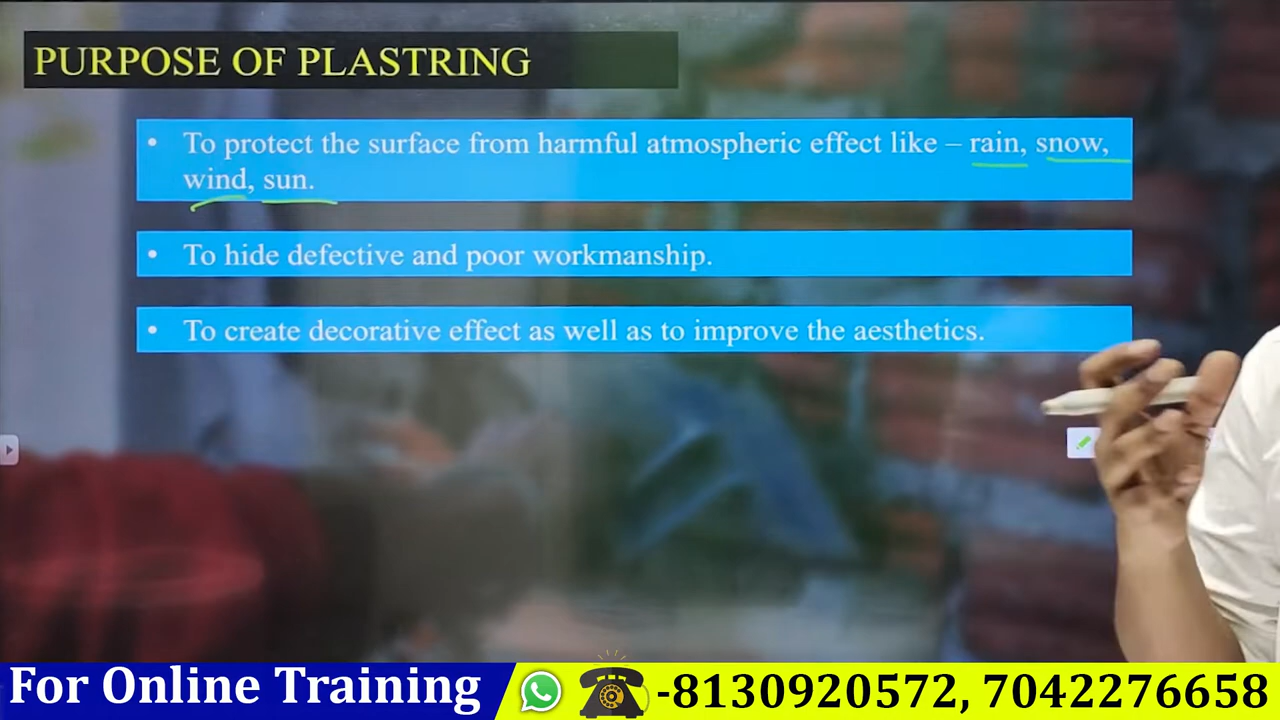 PURPOSE OF PLASTRING
• To protect the surface from harmful atmospheric effect like – rain, snow,
wind, sun.
• To hide defective and poor workmanship.
• To create decorative effect as well as to improve the aesthetics.
For Online Training -8130920572, 7042276658